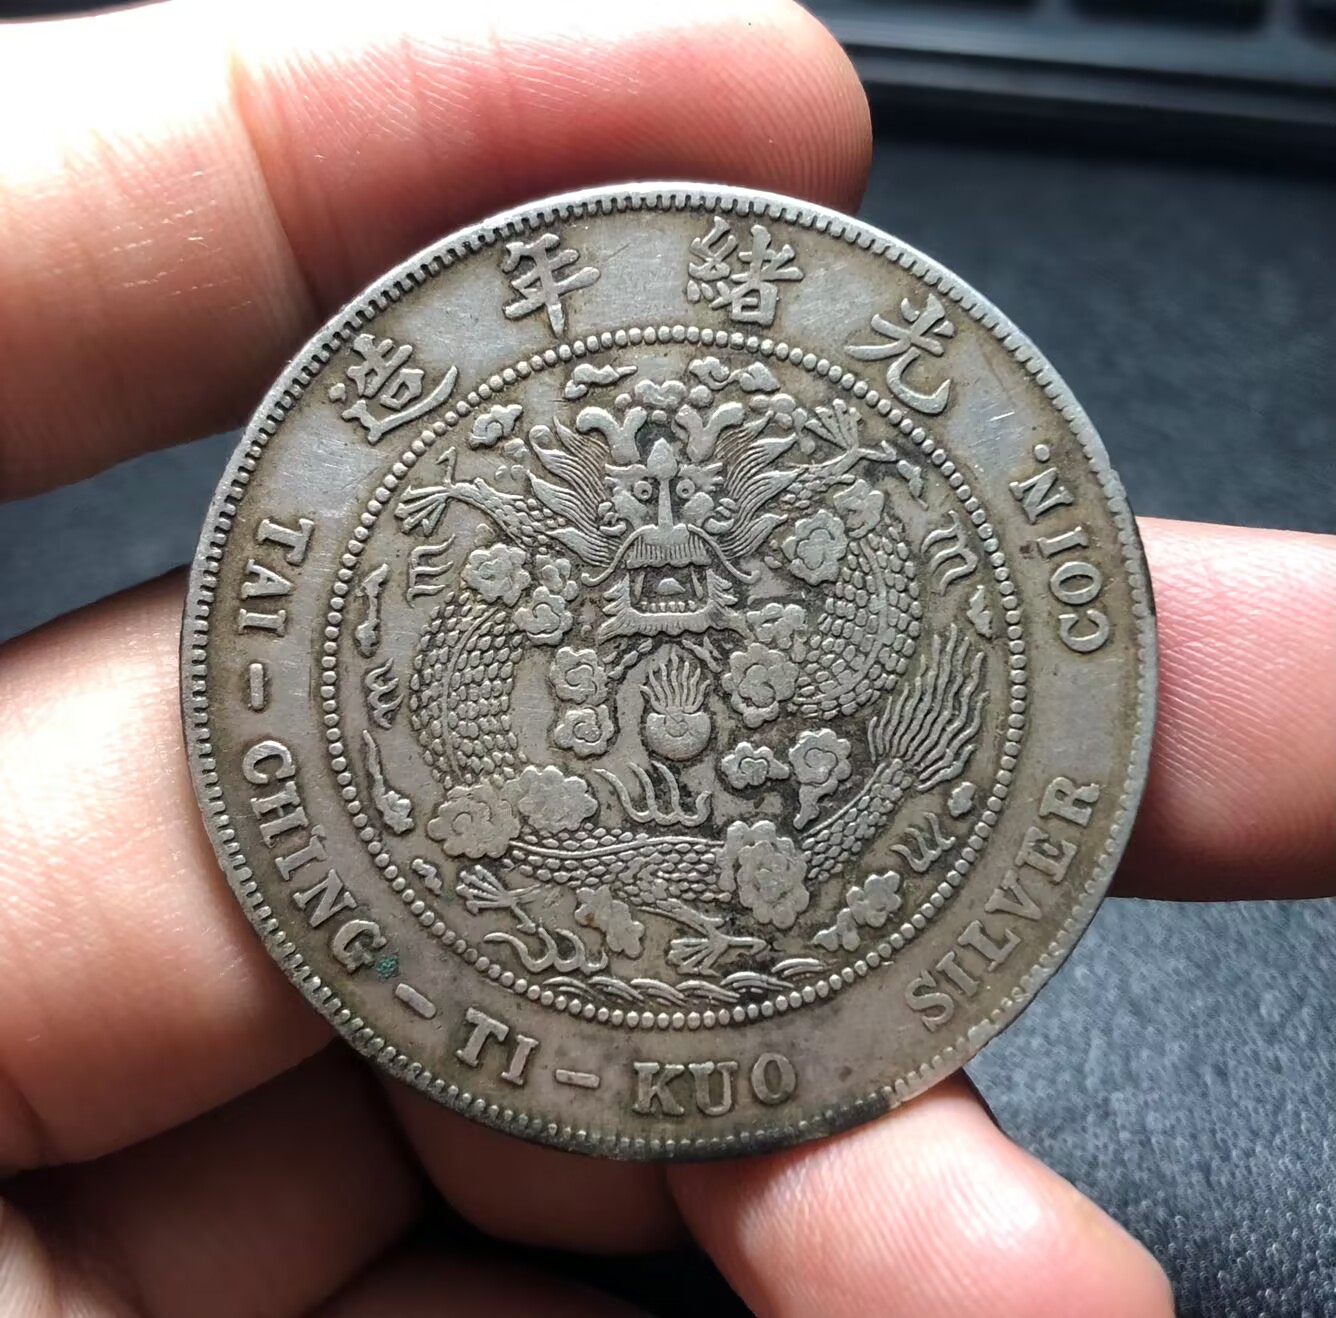 光緒年造
TAI-CHING-TI-KUO
SILVER COIN.